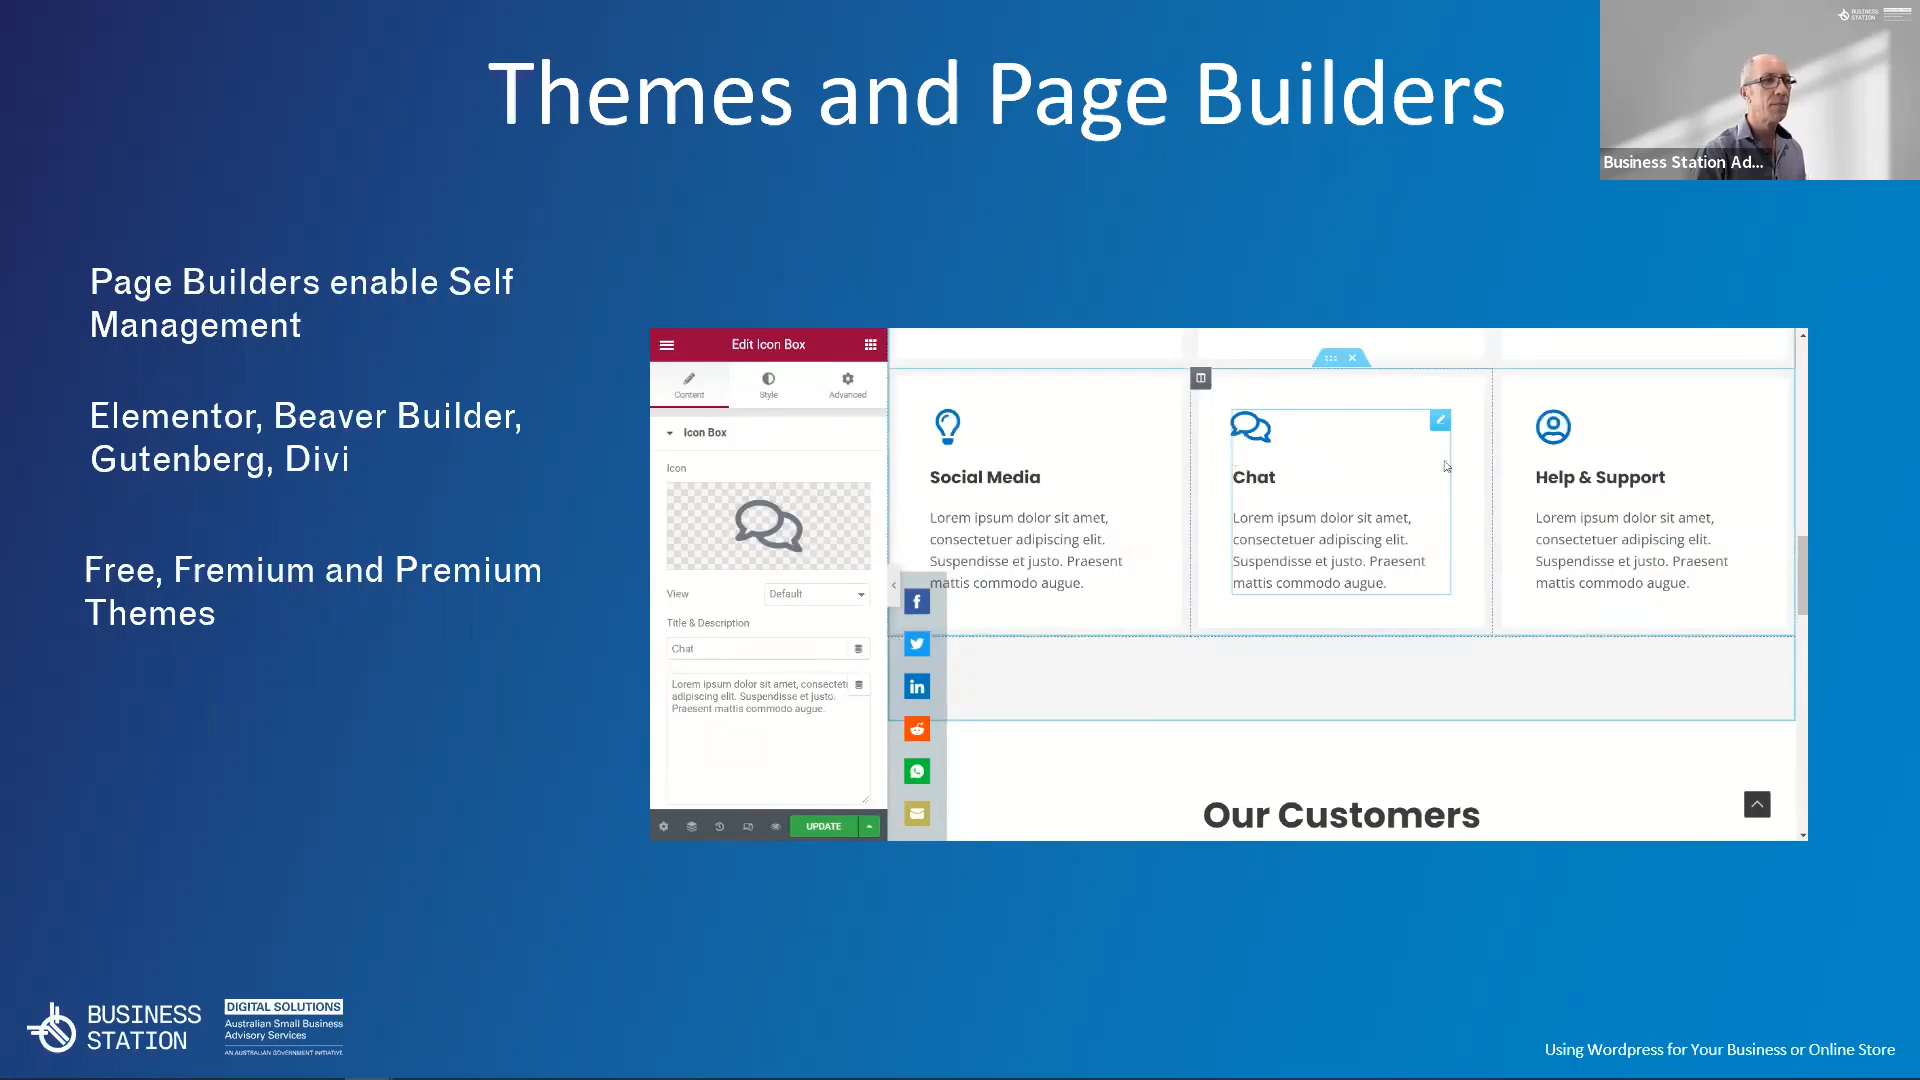 Themes and Page Builders
BUSINESS
STATION
Business Station Ad...
Page Builders enable Self
Management
Elementor, Beaver Builder,
Gutenberg, Divi
Free, Fremium and Premium
Themes
Edit Icon Box
Content
Style
Advanced
Icon Box
Icon
View
Default
Title & Description
Chat
Lorem ipsum dolor sit amet, consectetu
adipiscing elit. Suspendisse et justo.
Praesent mattis commodo augue.
UPDATE
Social Media
Lorem ipsum dolor sit amet,
consectetuer adipiscing elit.
Suspendisse et justo. Praesent
mattis commodo augue.
Chat
Lorem ipsum dolor sit amet,
consectetuer adipiscing elit.
Suspendisse et justo. Praesent
mattis commodo augue.
Help & Support
Lorem ipsum dolor sit amet,
consectetuer adipiscing elit.
Suspendisse et justo. Praesent
mattis commodo augue.
Our Customers
BUSINESS
STATION
DIGITAL SOLUTIONS
Australian Small Business
Advisory Services
AN AUSTRALIAN GOVERNMENT INITIATIVE
Using Wordpress for Your Business or Online Store